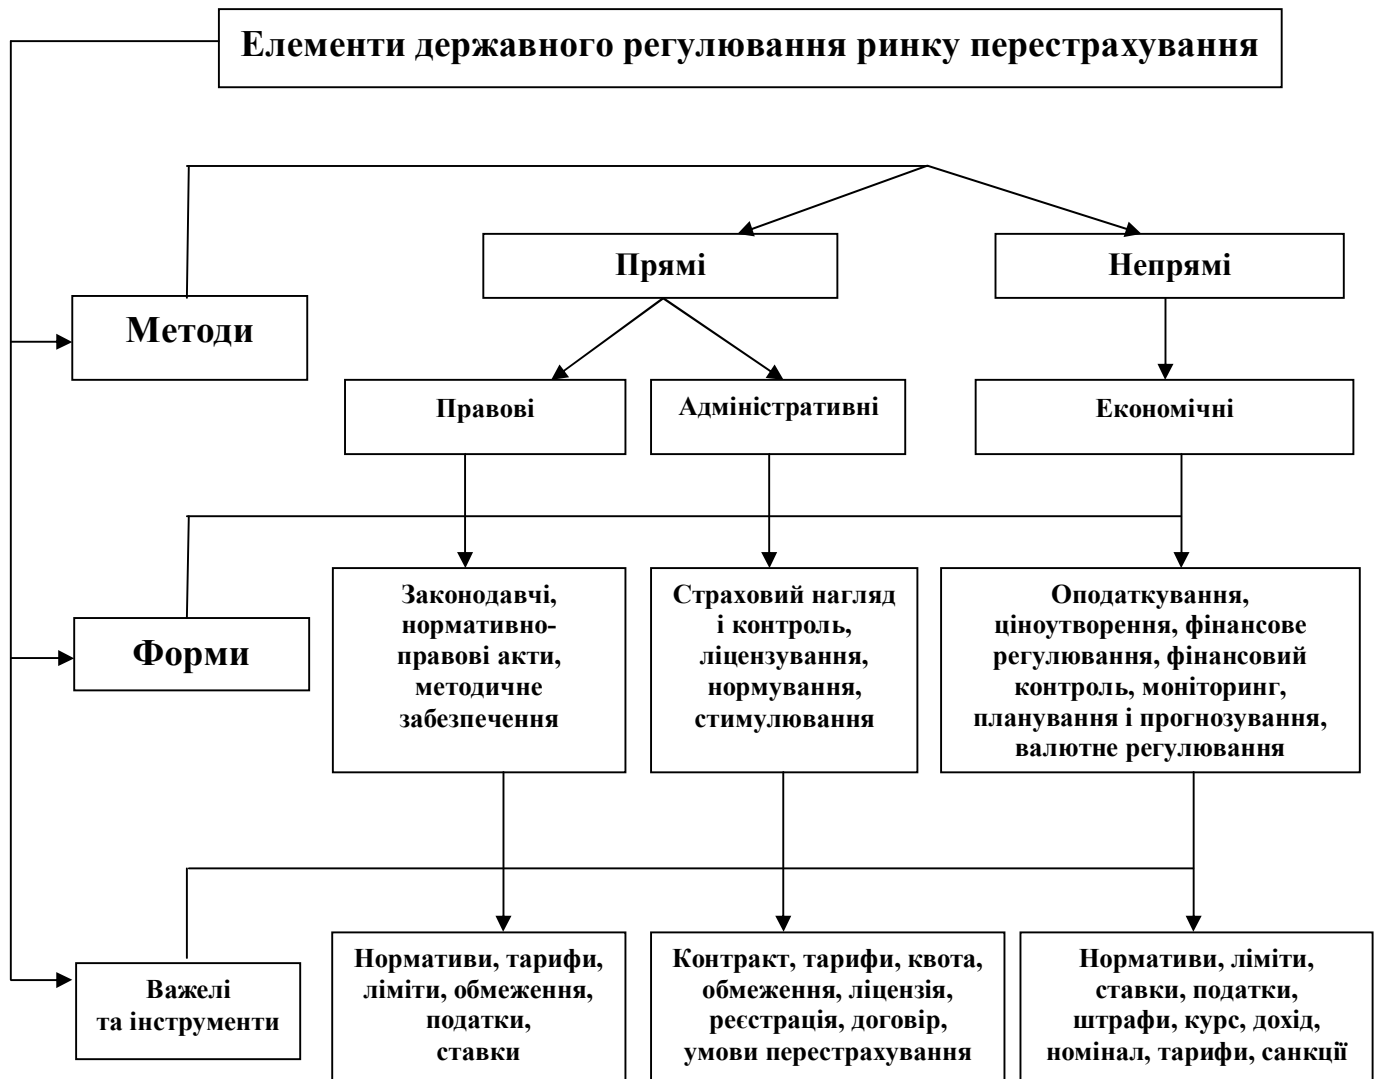 Елементи державного регулювання ринку перестрахування
Прямі
Непрямі
Методи
Правові
Адміністративні
Економічні
Форми
Законодавчі,
нормативно-
правові акти,
методичне
забезпечення
Страховий нагляд
і контроль,
ліцензування,
нормування,
стимулювання
Оподаткування,
ціноутворення, фінансове
регулювання, фінансовий
контроль, моніторинг,
планування і прогнозування,
валютне регулювання
Важелі
та інструменти
Нормативи, тарифи,
ліміти, обмеження,
податки,
ставки
Контракт, тарифи, квота,
обмеження, ліцензія,
реєстрація, договір,
умови перестрахування
Нормативи, ліміти,
ставки, податки,
штрафи, курс, дохід,
номінал, тарифи, санкції